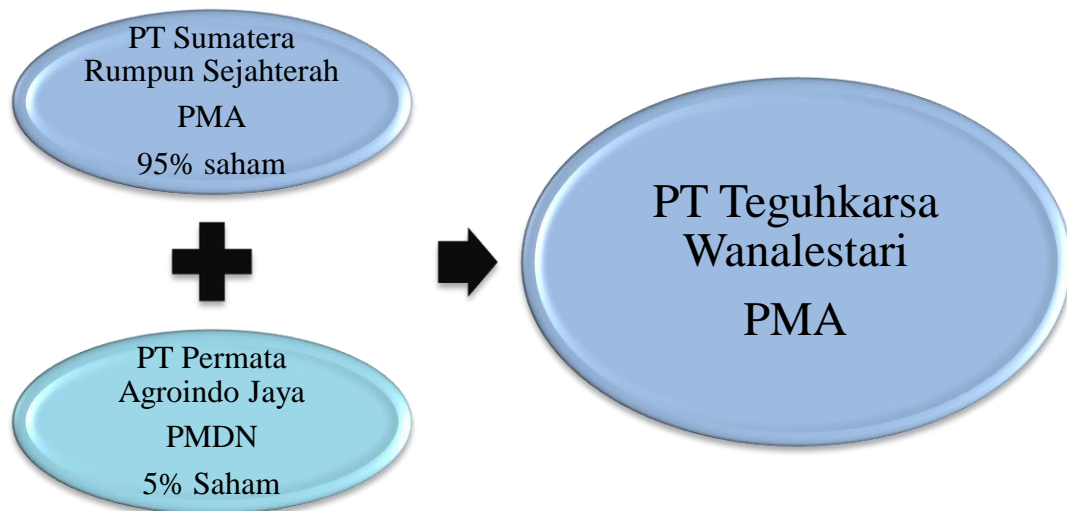 PT Sumatera
Rumpun Sejahterah
PMA
95% saham
PT Permata
Agroindo Jaya
PMDN
5% Saham
PT Teguhkarsa
Wanalestari
PMA